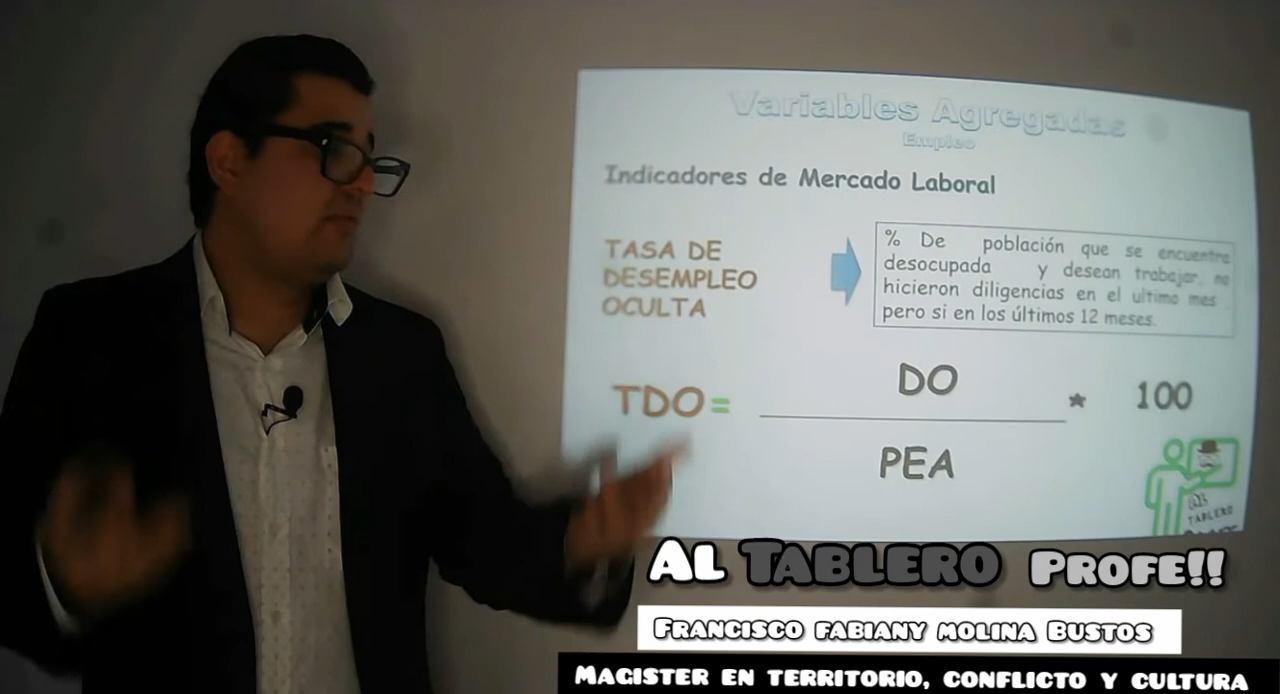 Variables Agregadas
Empleo
Indicadores de Mercado Laboral
TASA DE
DESEMPLEO
OCULTA
% De población que se encuentra
desocupada y desean trabajar, no
hicieron diligencias en el ultimo mes
pero si en los últimos 12 meses.
TDO= DO * 100
PEA
TABLERO
AL TABLERO PROFE!!
FRANCISCO FABIANY MOLINA BUSTOS
MAGISTER EN TERRITORIO, CONFLICTO Y CULTURA